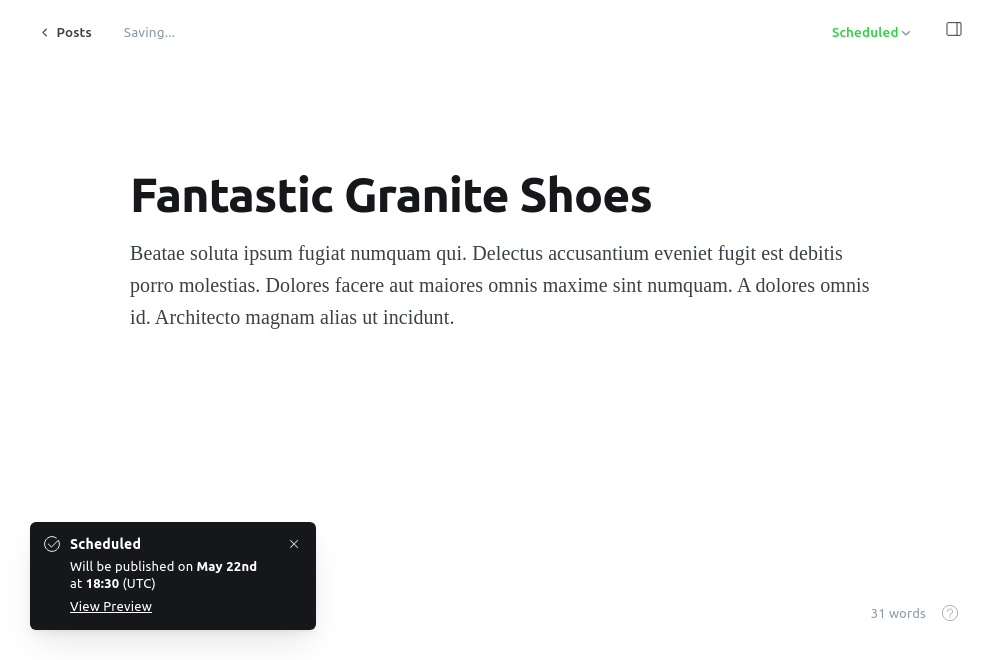 Posts
Saving...
Scheduled
Fantastic Granite Shoes
Beatae soluta ipsum fugiat numquam qui. Delectus accusantium eveniet fugit est debitis
porro molestias. Dolores facere aut maiores omnis maxime sint numquam. A dolores omnis
id. Architecto magnam alias ut incidunt.
Scheduled
Will be published on May 22nd
at 18:30 (UTC)
View Preview
31 words